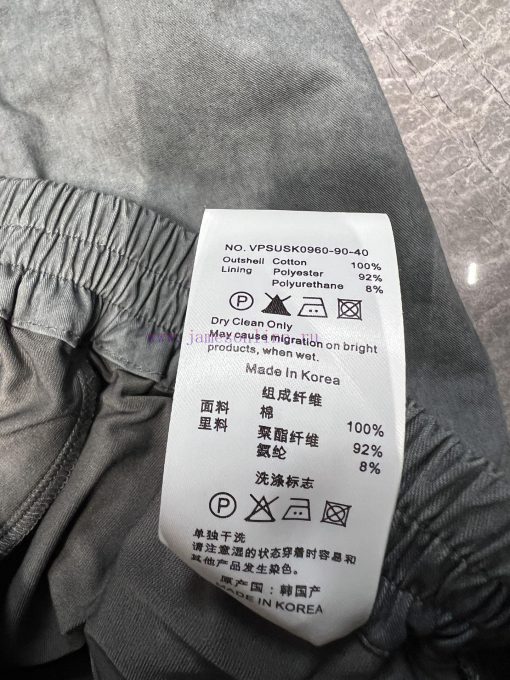 NO. VPSUSK0960-90-40
Outshell Cotton 100%
Lining Polyester 92%
Polyurethane 8%
Dry Clean Only
May cause migration on bright
products, when wet.
Made In Korea
组成纤维
面料 棉 100%
里料 聚酯纤维 92%
氨纶 8%
洗涤标志
单独干洗
请注意湿的状态穿着时容易和
其他产品发生染色。
原产国：韩国产
MADE IN KOREA